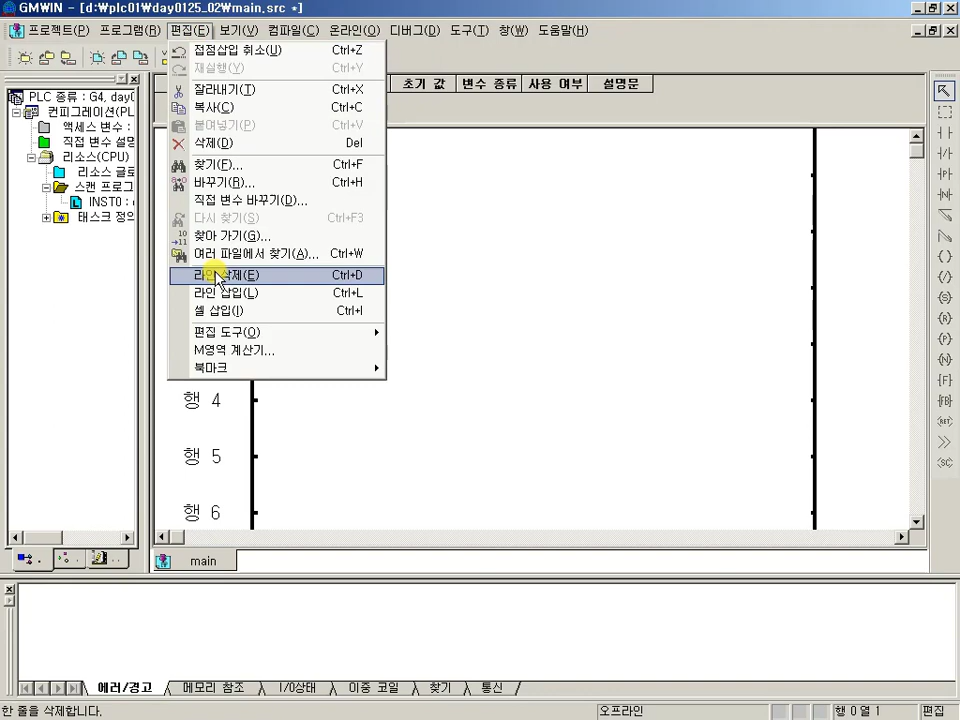 GMWIN - [d:\plc01\day0125_02\main.src *]
프로젝트(P) 프로그램(B) 편집(E) 보기(V) 컴파일(C) 온라인(O) 디버그(D) 도구(T) 창(W) 도움말(H)
접점삽입 취소(U) Ctrl+Z
재실행(Y) Ctrl+Y
잘라내기(T) Ctrl+X
복사(C) Ctrl+C
붙여넣기(P) Ctrl+V
삭제(D) Del
찾기(F)... Ctrl+F
바꾸기(R)... Ctrl+H
직접 변수 바꾸기(D)...
다시 찾기(S) Ctrl+F3
찾아 가기(G)...
여러 파일에서 찾기(A)... Ctrl+W
라인 삭제(E) Ctrl+D
라인 삽입(L) Ctrl+L
셀 삽입(I) Ctrl+I
편집 도구(O)
M영역 계산기...
북마크
초기 값 변수 종류 사용 여부 설명문
PLC 종류 : G4, day0
컨피그레이션(PL
액세스 변수 :
직접 변수 설명
리소스(CPU)
리소스 글로
스캔 프로그
INST0 :
태스크 정의
행 4
행 5
행 6
main
에러/경고 메모리 참조 I/O상태 이중 코일 찾기 통신
한 줄을 삭제합니다. 오프라인 행 0 열 1 편집